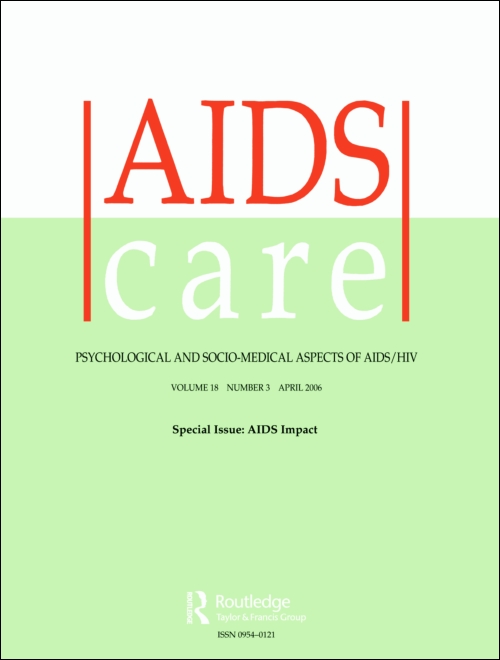 AIDS
care
PSYCHOLOGICAL AND SOCIO-MEDICAL ASPECTS OF AIDS/HIV
VOLUME 18 NUMBER 3 APRIL 2006
Special Issue: AIDS Impact
ROUTLEDGE
Routledge
Taylor & Francis Group
ISSN 0954–0121